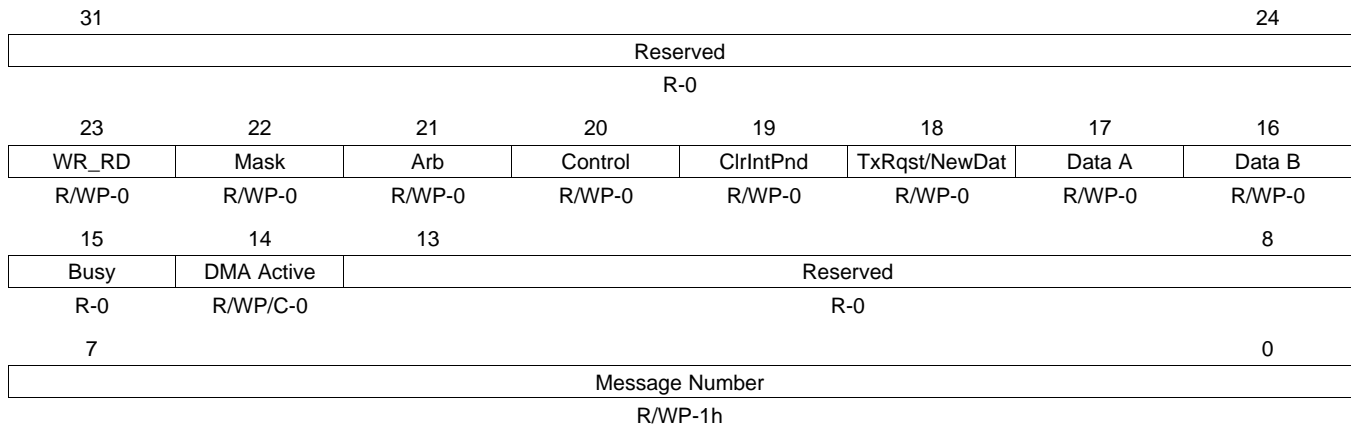 31 24
Reserved
R-0
23 22 21 20 19 18 17 16
WR_RD Mask Arb Control ClrIntPnd TxRqst/NewDat Data A Data B
R/WP-0 R/WP-0 R/WP-0 R/WP-0 R/WP-0 R/WP-0 R/WP-0 R/WP-0
15 14 13 8
Busy DMA Active Reserved
R-0 R/WP/C-0 R-0
7 0
Message Number
R/WP-1h